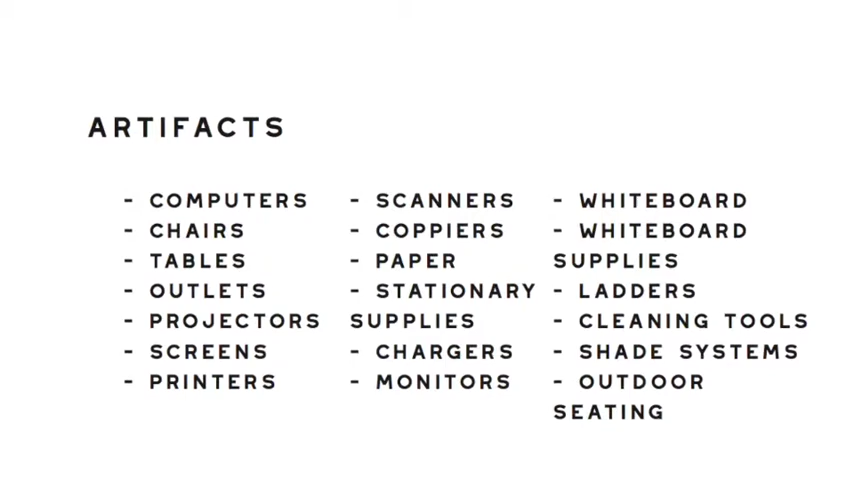 ARTIFACTS
- COMPUTERS
- CHAIRS
- TABLES
- OUTLETS
- PROJECTORS
- SCREENS
- PRINTERS
- SCANNERS
- COPPIERS
- PAPER
- STATIONARY
SUPPLIES
- CHARGERS
- MONITORS
- WHITEBOARD
- WHITEBOARD
SUPPLIES
- LADDERS
- CLEANING TOOLS
- SHADE SYSTEMS
- OUTDOOR
SEATING